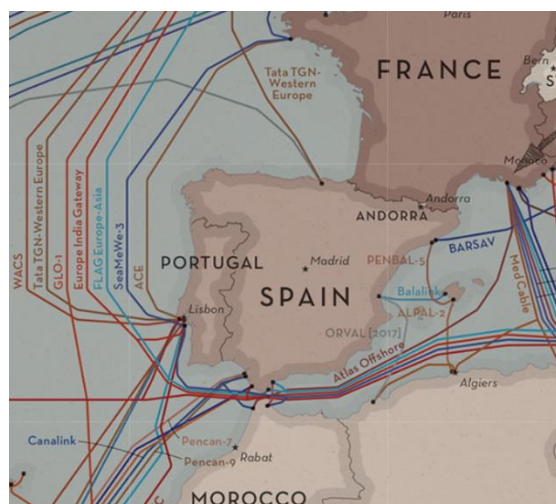 Paris
Tata TGN-
Western
Europe
FRANCE
Bern
S
Monaco
Andorra
ANDORRA
BARSAV
PENBAL-5
MedCable
Madrid
PORTUGAL
SPAIN
Balalink
ALPAL-2
ORVAL [2017]
WACS
Tata TGN-Western Europe
GLO-1
Europe India Gateway
FLAG Europe-Asia
SeaMeWe-3
ACE
Lisbon
Atlas Offshore
Algiers
Canalink
Pencan-7
Pencan-9
Rabat
C
MOROCCO